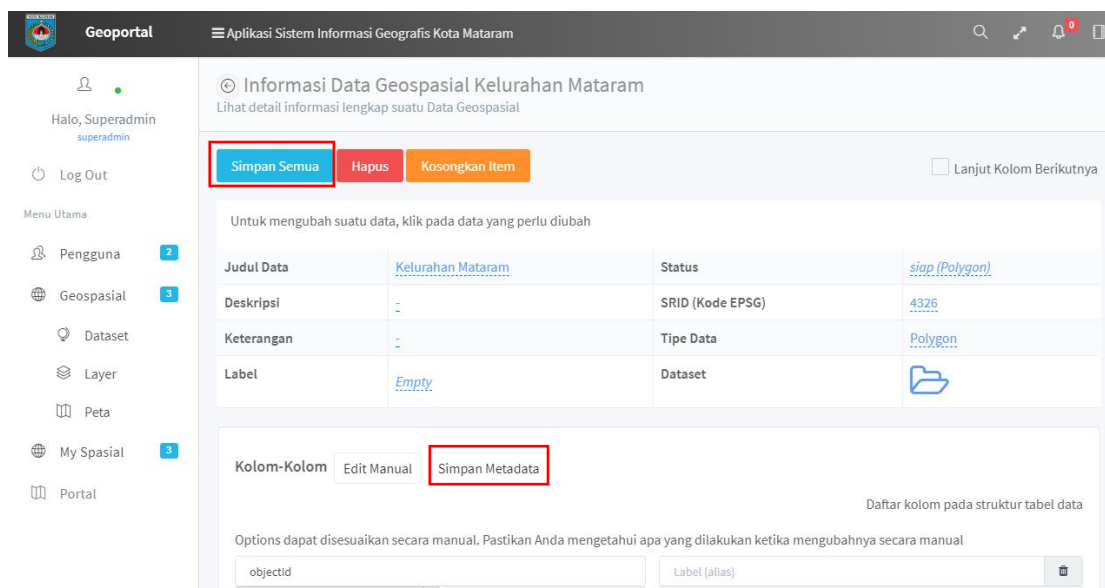 Geoportal
Aplikasi Sistem Informasi Geografis Kota Mataram
0
Halo, Superadmin
superadmin
Log Out
Menu Utama
Pengguna 2
Geospasial 3
Dataset
Layer
Peta
My Spasial 3
Portal
Informasi Data Geospasial Kelurahan Mataram
Lihat detail informasi lengkap suatu Data Geospasial
Simpan Semua Hapus Kosongkan Item Lanjut Kolom Berikutnya
Untuk mengubah suatu data, klik pada data yang perlu diubah
Judul Data Kelurahan Mataram Status siap (Polygon)
Deskripsi - SRID (Kode EPSG) 4326
Keterangan - Tipe Data Polygon
Label Empty Dataset
Kolom-Kolom Edit Manual Simpan Metadata
Daftar kolom pada struktur tabel data
Options dapat disesuaikan secara manual. Pastikan Anda mengetahui apa yang dilakukan ketika mengubahnya secara manual
objectid Label (alias)